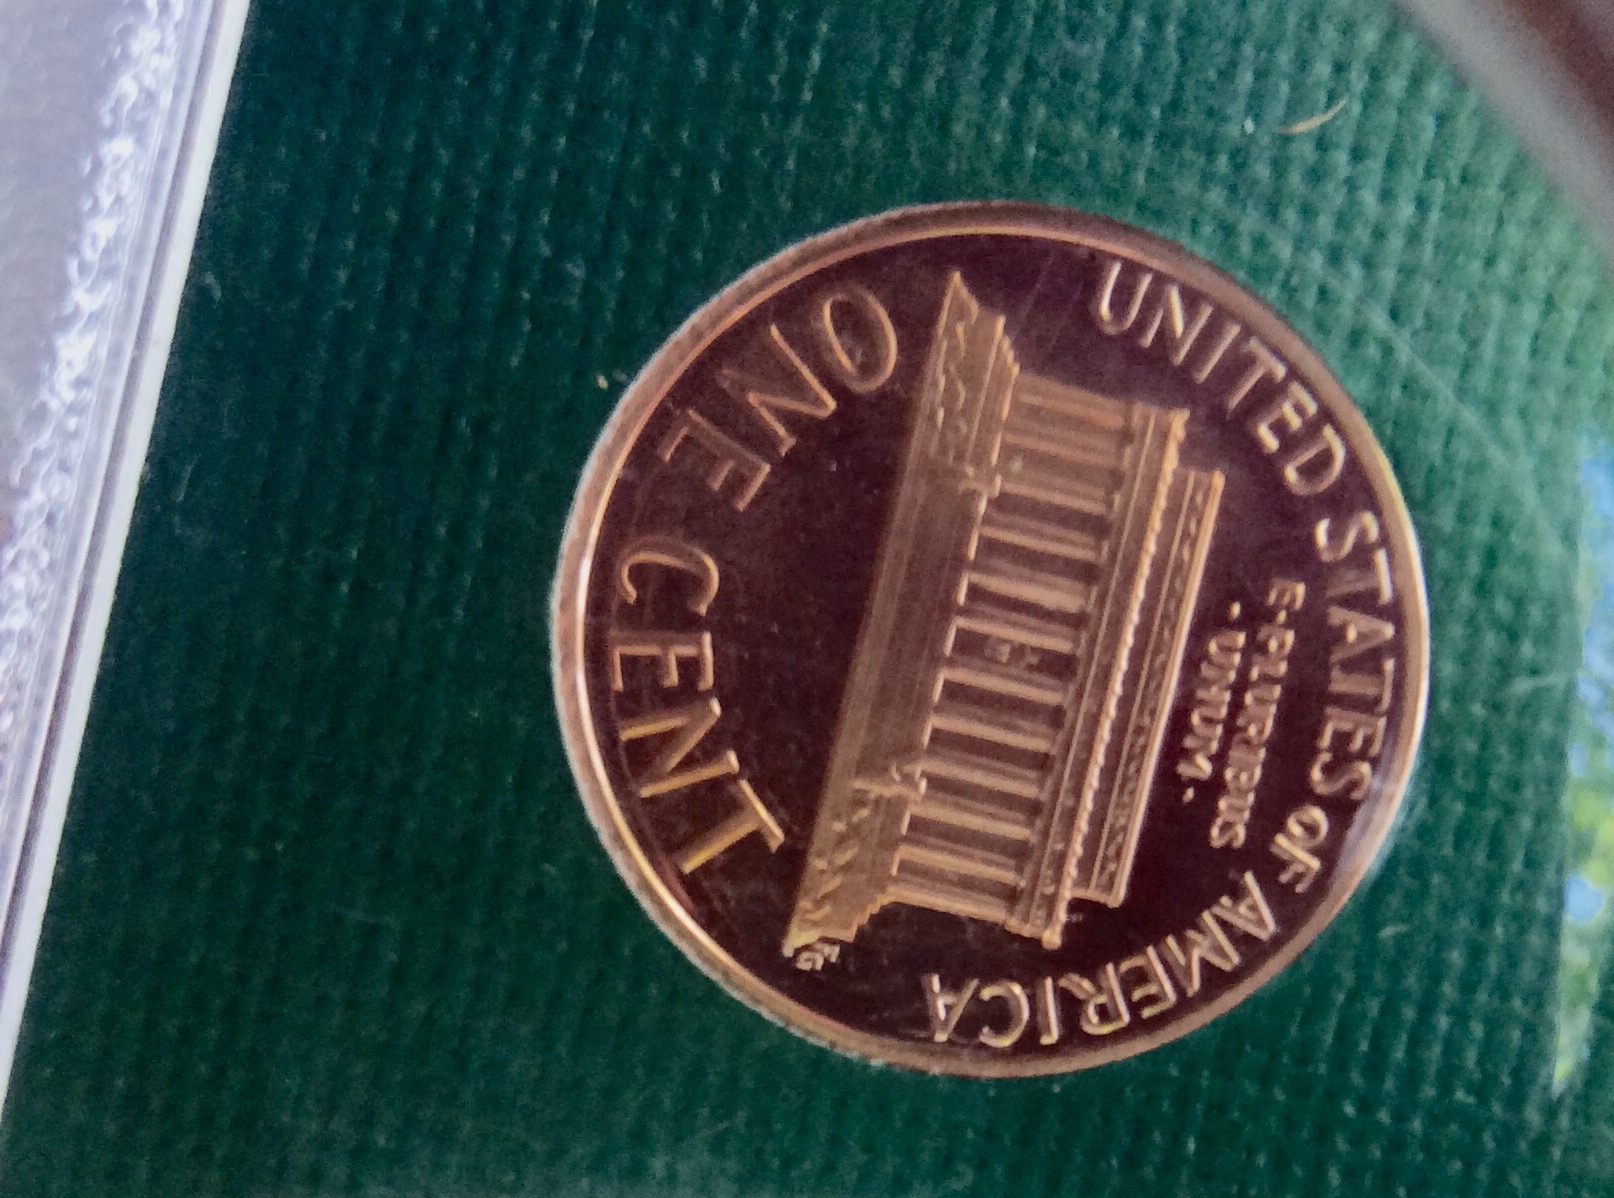 UNITED STATES OF AMERICA
E·PLURIBUS
·UNUM·
FG
ONE CENT